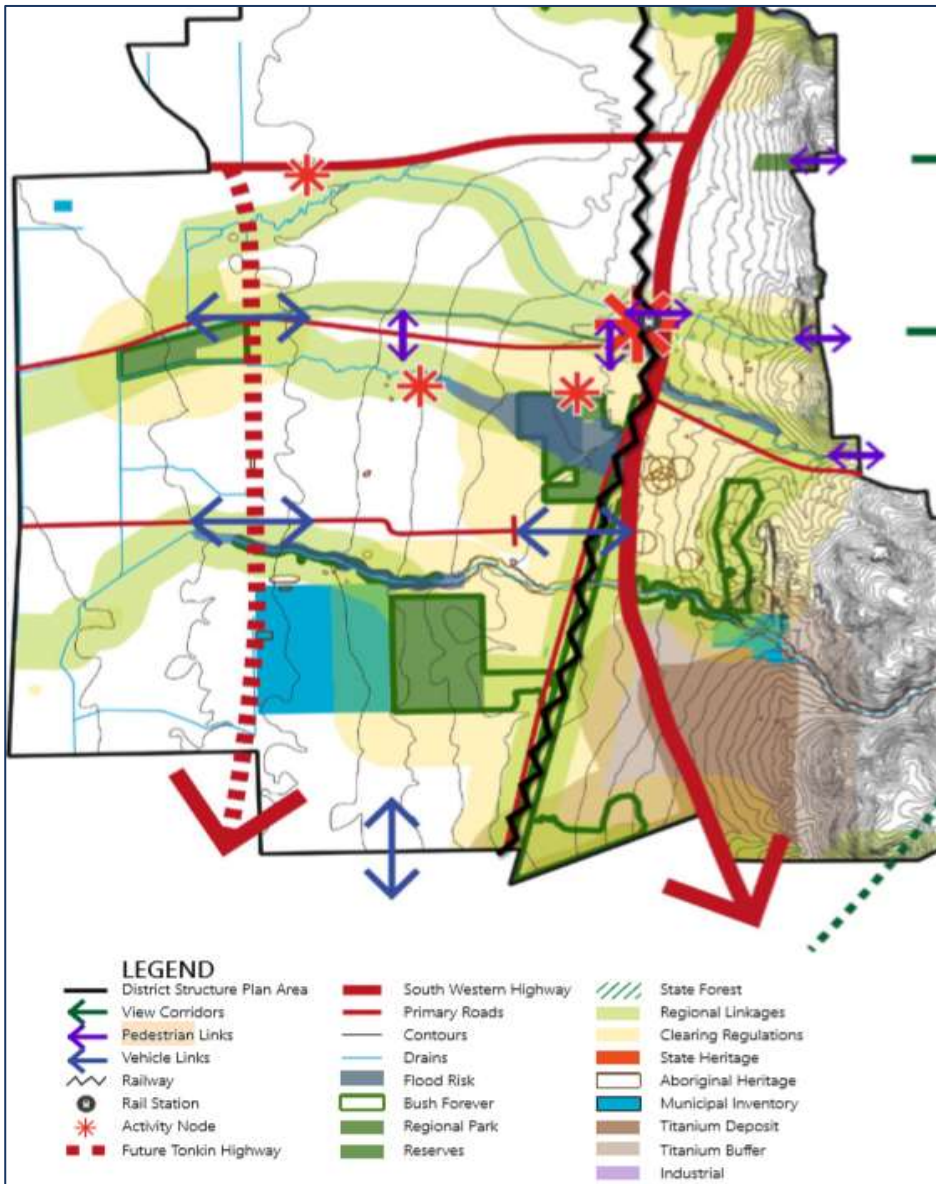 LEGEND
District Structure Plan Area
View Corridors
Pedestrian Links
Vehicle Links
Railway
Rail Station
Activity Node
Future Tonkin Highway
South Western Highway
Primary Roads
Contours
Drains
Flood Risk
Bush Forever
Regional Park
Reserves
State Forest
Regional Linkages
Clearing Regulations
State Heritage
Aboriginal Heritage
Municipal Inventory
Titanium Deposit
Titanium Buffer
Industrial